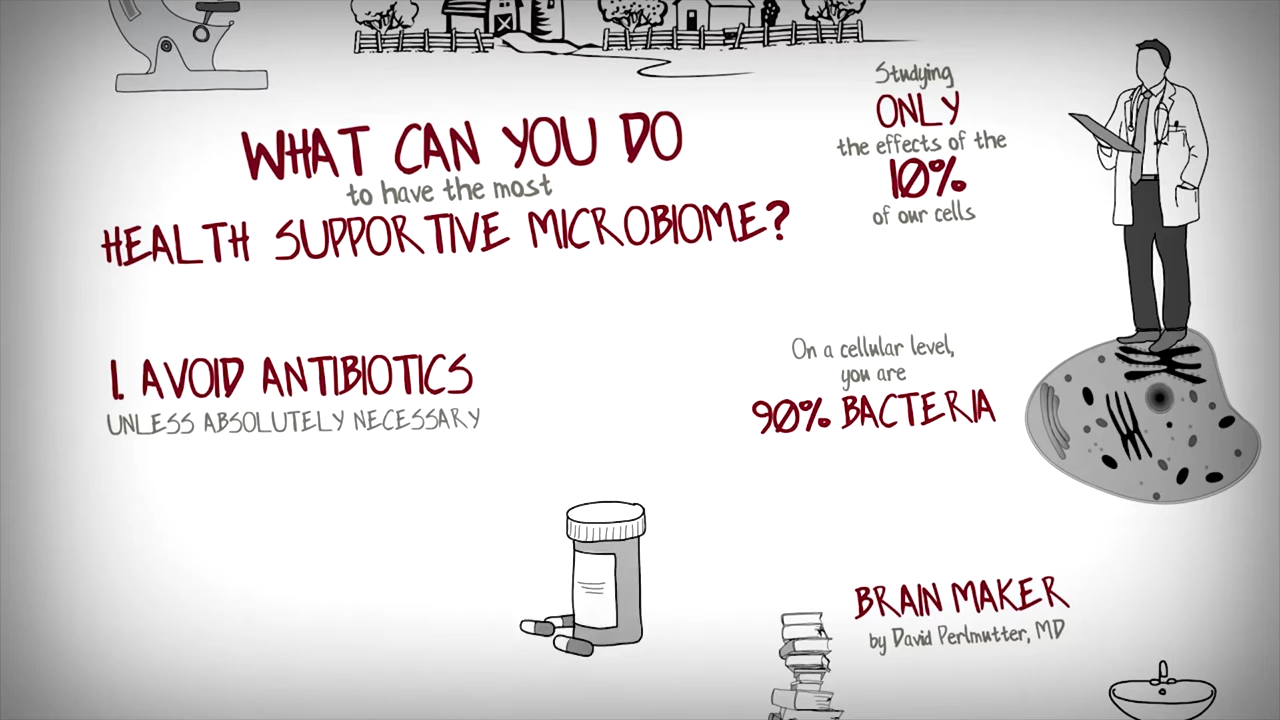 WHAT CAN YOU DO
to have the most
HEALTH SUPPORTIVE MICROBIOME?
1. AVOID ANTIBIOTICS
UNLESS ABSOLUTELY NECESSARY
Studying
ONLY
the effects of the
10%
of our cells
On a cellular level,
you are
90% BACTERIA
BRAIN MAKER
by David Perlmutter, MD